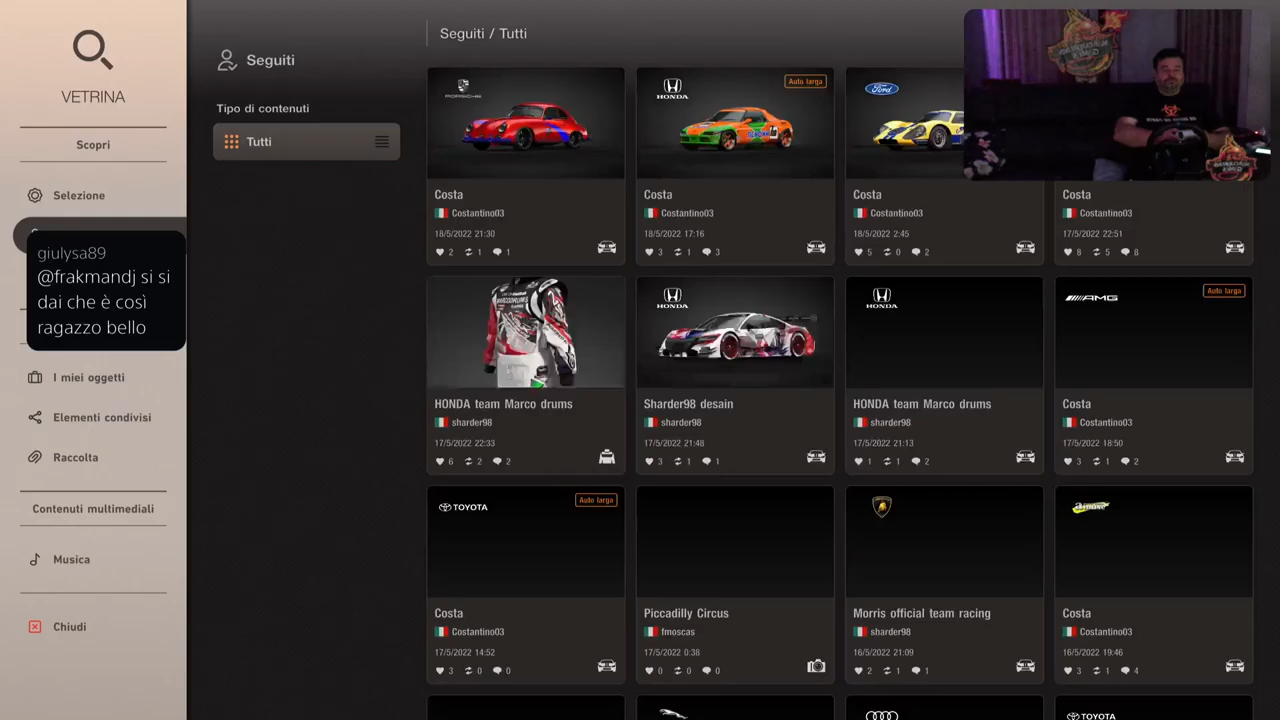 VETRINA
Scopri
Selezione
giulysa89
@frakmandj si si
dai che è così
ragazzo bello
I miei oggetti
Elementi condivisi
Raccolta
Contenuti multimediali
Musica
Chiudi
Seguiti
Tipo di contenuti
Tutti
Seguiti / Tutti
PORSCHE
Costa
Costantino03
18/5/2022 21:30
2 1 1
HONDA
Auto larga
Costa
Costantino03
18/5/2022 17:16
3 1 3
Ford
Costa
Costantino03
18/5/2022 2:45
5 0 2
Costa
Costantino03
17/5/2022 22:51
8 5 8
HONDA team Marco drums
sharder98
17/5/2022 22:33
6 2 2
HONDA
Sharder98 desain
sharder98
17/5/2022 21:48
3 1 1
HONDA
HONDA team Marco drums
sharder98
17/5/2022 21:13
1 1 2
AMG
Auto larga
Costa
Costantino03
17/5/2022 18:50
3 1 2
TOYOTA
Auto larga
Costa
Costantino03
17/5/2022 14:52
3 0 0
Piccadilly Circus
fmoscas
17/5/2022 0:38
0 0 0
Morris official team racing
sharder98
16/5/2022 21:09
2 1 1
Costa
Costantino03
16/5/2022 19:46
3 1 4
TOYOTA